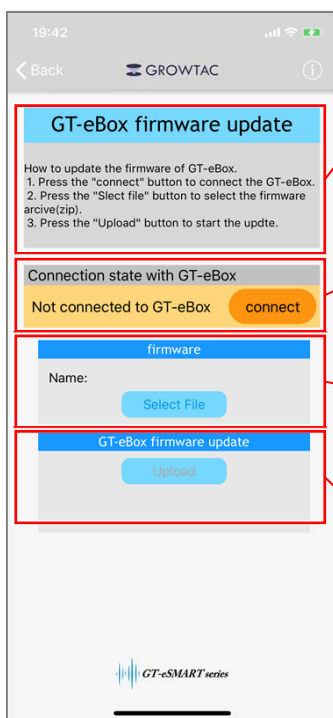 19:42
Back
GROWTAC
GT-eBox firmware update
How to update the firmware of GT-eBox.
1. Press the "connect" button to connect the GT-eBox.
2. Press the "Slect file" button to select the firmware
arcive(zip).
3. Press the "Upload" button to start the updte.
Connection state with GT-eBox
Not connected to GT-eBox
connect
firmware
Name:
Select File
GT-eBox firmware update
Upload
GT-eSMART series